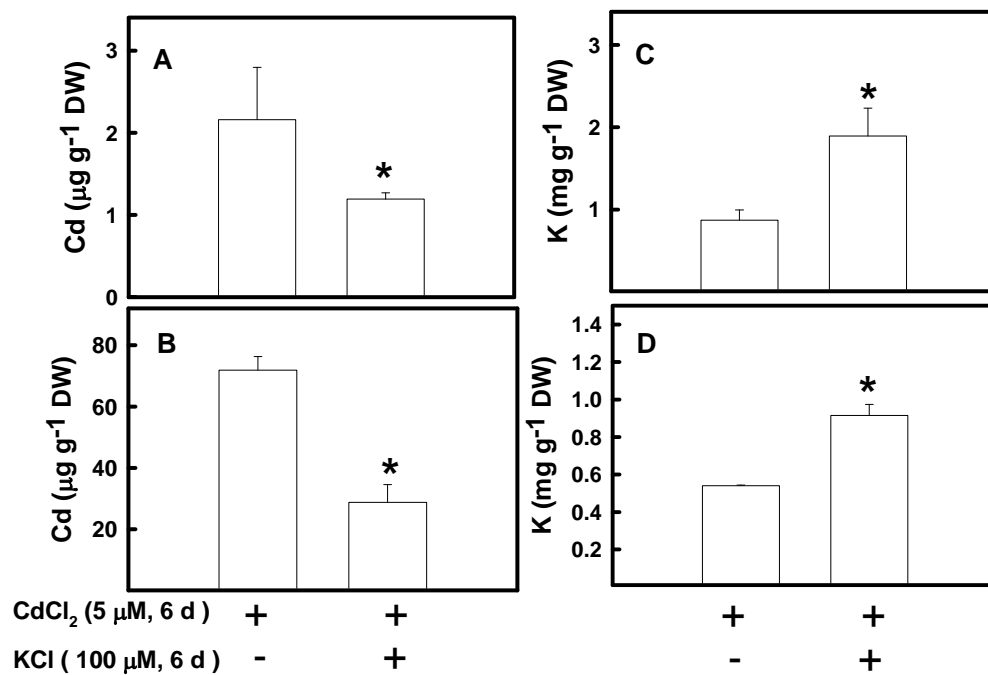 A
Cd (µg g-1 DW)
3
2
1
0
*
B
Cd (µg g-1 DW)
80
60
40
20
*
C
K (mg g-1 DW)
3
2
1
*
D
K (mg g-1 DW)
1.4
1.2
1.0
0.8
0.6
0.4
0.2
*
CdCl2 (5 µM, 6 d ) + + + +
KCl ( 100 µM, 6 d ) - + - +